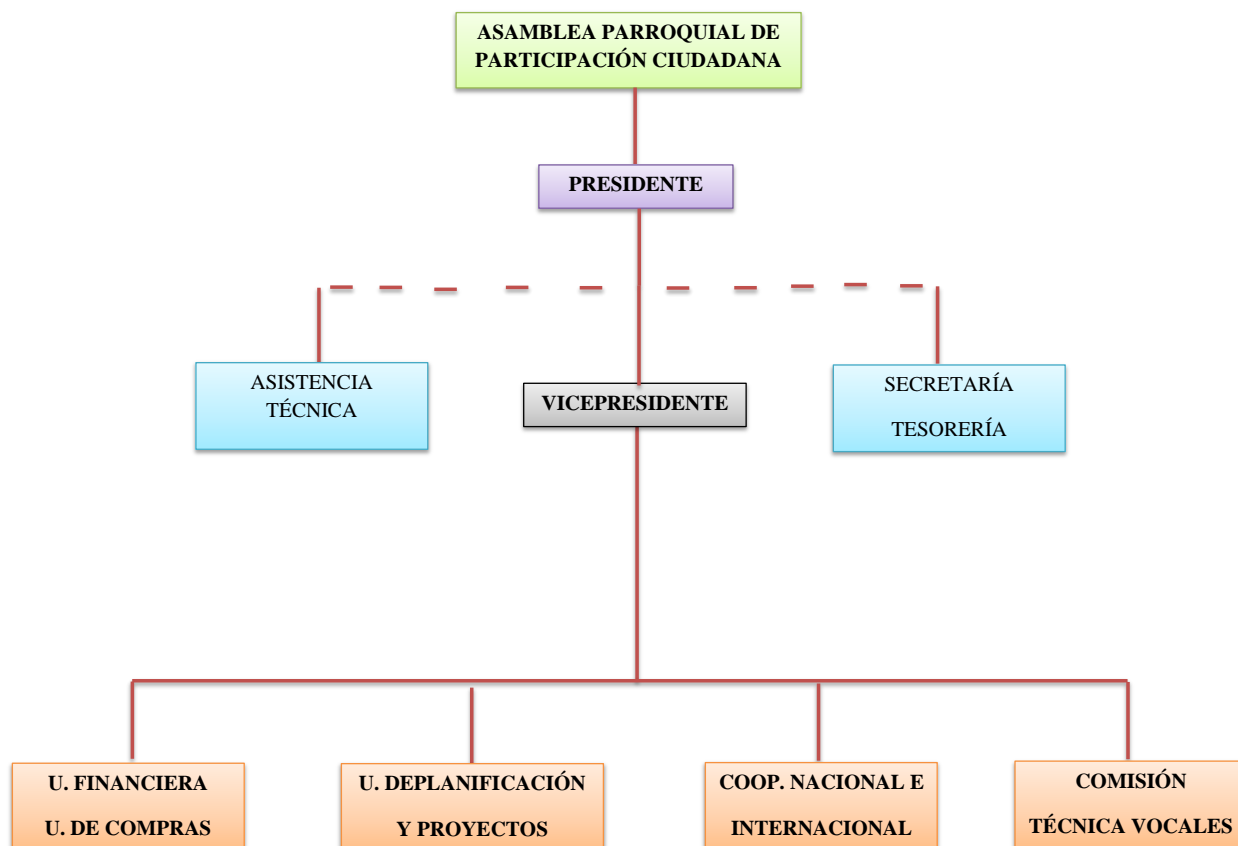 ASAMBLEA PARROQUIAL DE
PARTICIPACIÓN CIUDADANA
PRESIDENTE
ASISTENCIA
TÉCNICA
VICEPRESIDENTE
SECRETARÍA
TESORERÍA
U. FINANCIERA
U. DE COMPRAS
U. DEPLANIFICACIÓN
Y PROYECTOS
COOP. NACIONAL E
INTERNACIONAL
COMISIÓN
TÉCNICA VOCALES